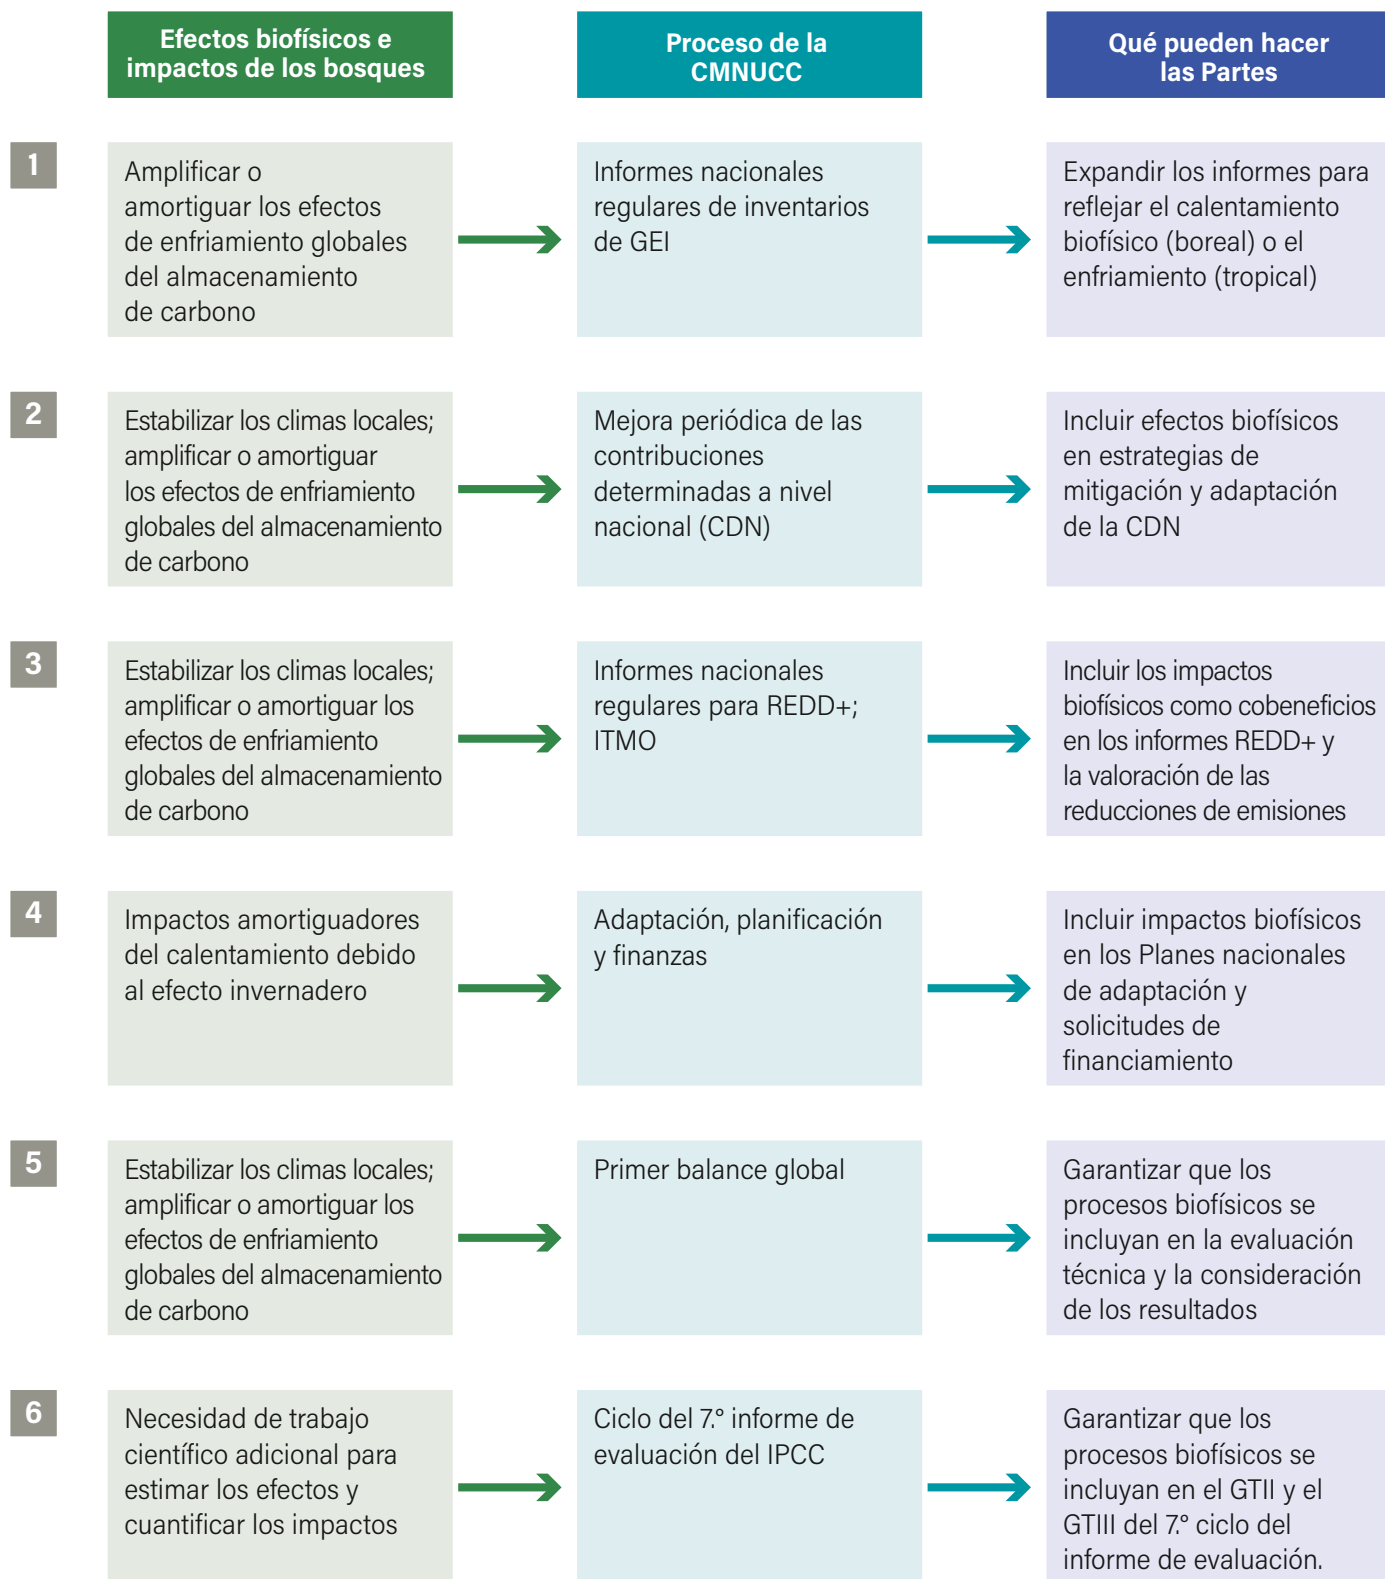 Efectos biofísicos e
impactos de los bosques
Proceso de la
CMNUCC
Qué pueden hacer
las Partes
1
Amplificar o
amortiguar los efectos
de enfriamiento globales
del almacenamiento
de carbono
Informes nacionales
regulares de inventarios
de GEI
Expandir los informes para
reflejar el calentamiento
biofísico (boreal) o el
enfriamiento (tropical)
2
Estabilizar los climas locales;
amplificar o amortiguar
los efectos de enfriamiento
globales del almacenamiento
de carbono
Mejora periódica de las
contribuciones
determinadas a nivel
nacional (CDN)
Incluir efectos biofísicos
en estrategias de
mitigación y adaptación
de la CDN
3
Estabilizar los climas locales;
amplificar o amortiguar los
efectos de enfriamiento
globales del almacenamiento
de carbono
Informes nacionales
regulares para REDD+;
ITMO
Incluir los impactos
biofísicos como cobeneficios
en los informes REDD+ y
la valoración de las
reducciones de emisiones
4
Impactos amortiguadores
del calentamiento debido
al efecto invernadero
Adaptación, planificación
y finanzas
Incluir impactos biofísicos
en los Planes nacionales
de adaptación y
solicitudes de
financiamiento
5
Estabilizar los climas locales;
amplificar o amortiguar los
efectos de enfriamiento
globales del almacenamiento
de carbono
Primer balance global
Garantizar que los
procesos biofísicos se
incluyan en la evaluación
técnica y la consideración
de los resultados
6
Necesidad de trabajo
científico adicional para
estimar los efectos y
cuantificar los impactos
Ciclo del 7.° informe de
evaluación del IPCC
Garantizar que los
procesos biofísicos se
incluyan en el GTII y el
GTIII del 7.° ciclo del
informe de evaluación.